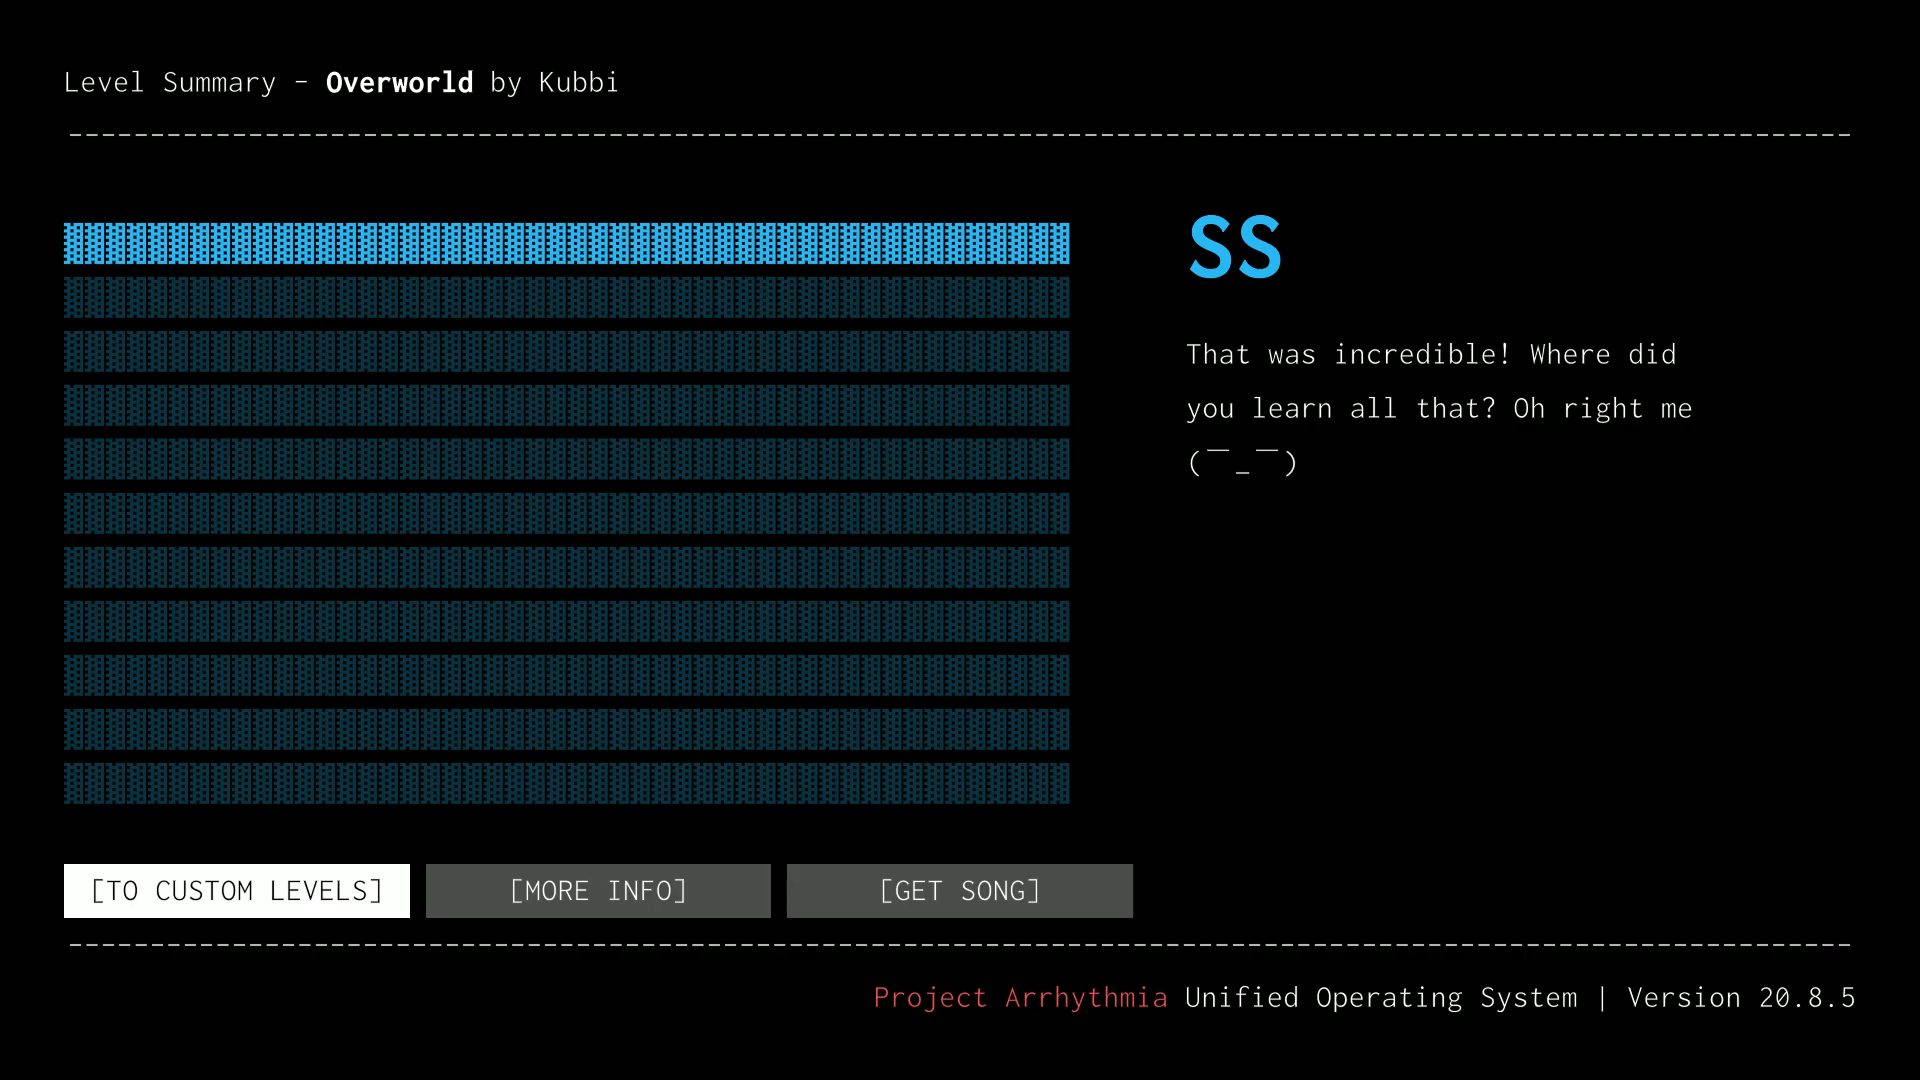 Level Summary - Overworld by Kubbi
SS
That was incredible! Where did
you learn all that? Oh right me
(￣_￣)
[TO CUSTOM LEVELS] [MORE INFO] [GET SONG]
Project Arrhythmia Unified Operating System | Version 20.8.5